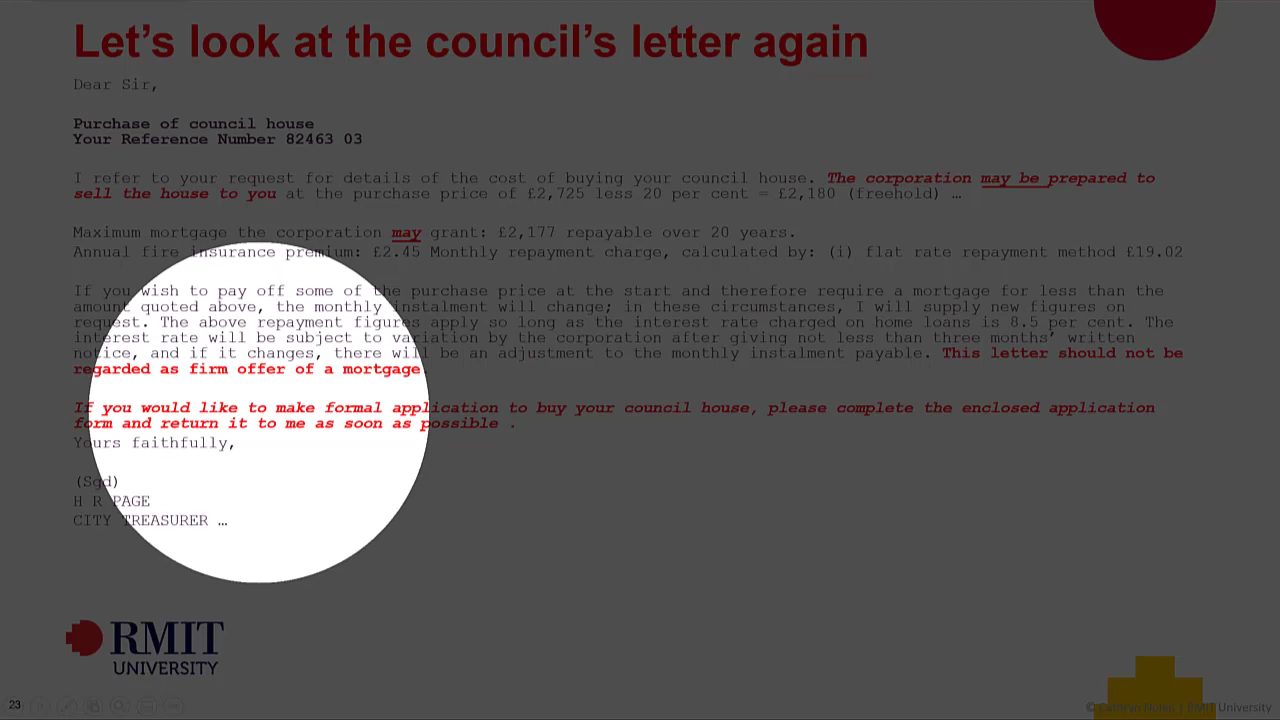 Let's look at the council's letter again
Dear Sir,
Purchase of council house
Your Reference Number 82463 03
I refer to your request for details of the cost of buying your council house. The corporation may be prepared to
sell the house to you at the purchase price of £2,725 less 20 per cent = £2,180 (freehold) …
Maximum mortgage the corporation may grant: £2,177 repayable over 20 years.
Annual fire insurance premium: £2.45 Monthly repayment charge, calculated by: (i) flat rate repayment method £19.02
If you wish to pay off some of the purchase price at the start and therefore require a mortgage for less than the
amount quoted above, the monthly instalment will change; in these circumstances, I will supply new figures on
request. The above repayment figures apply so long as the interest rate charged on home loans is 8.5 per cent. The
interest rate will be subject to variation by the corporation after giving not less than three months' written
notice, and if it changes, there will be an adjustment to the monthly instalment payable. This letter should not be
regarded as firm offer of a mortgage.
If you would like to make formal application to buy your council house, please complete the enclosed application
form and return it to me as soon as possible .
Yours faithfully,
(Sgd)
H R PAGE
CITY TREASURER …
RMIT
UNIVERSITY
23
© Cathryn | RMIT University